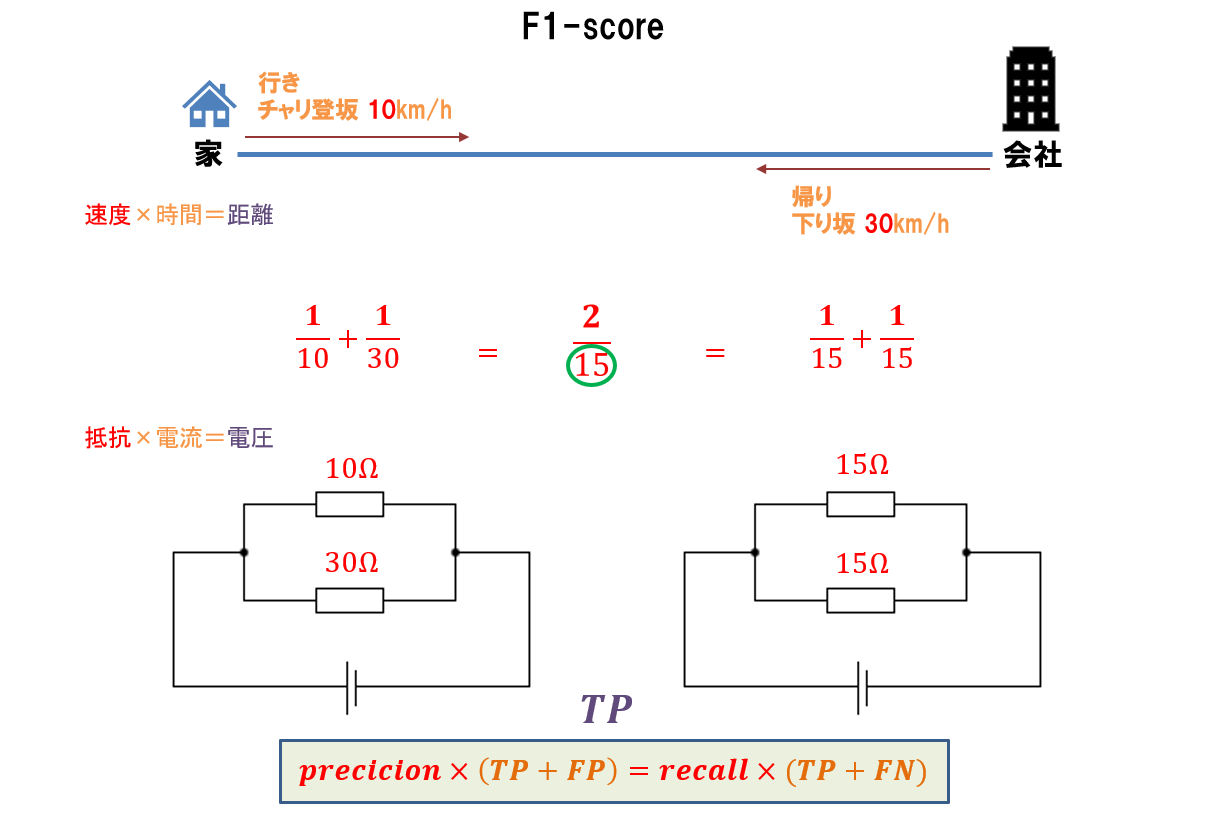 F1-score
行き
チャリ登坂 10km/h
家
会社
帰り
下り坂 30km/h
速度×時間＝距離
1/10 + 1/30 = 2/15 = 1/15 + 1/15
抵抗×電流＝電圧
10Ω
15Ω
30Ω
15Ω
TP
precicion × (TP + FP) = recall × (TP + FN)